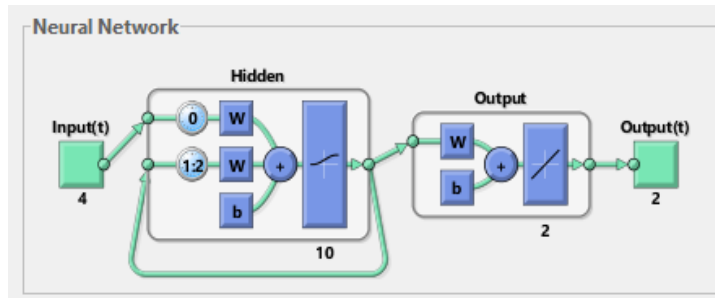 Neural Network
Hidden
Output
Input(t)
Output(t)
0
W
1:2
W
+
b
W
+
b
4
10
2
2